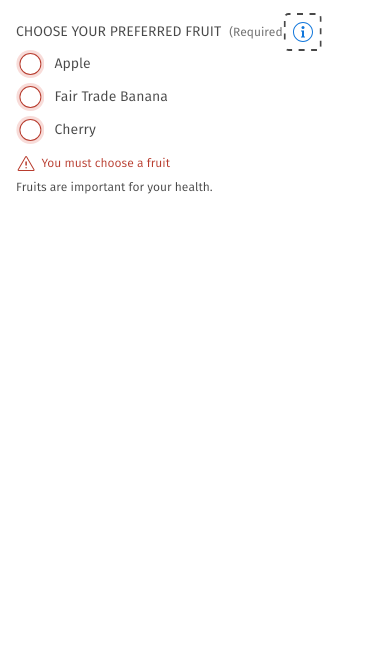 CHOOSE YOUR PREFERRED FRUIT (Required
Apple
Fair Trade Banana
Cherry
You must choose a fruit
Fruits are important for your health.